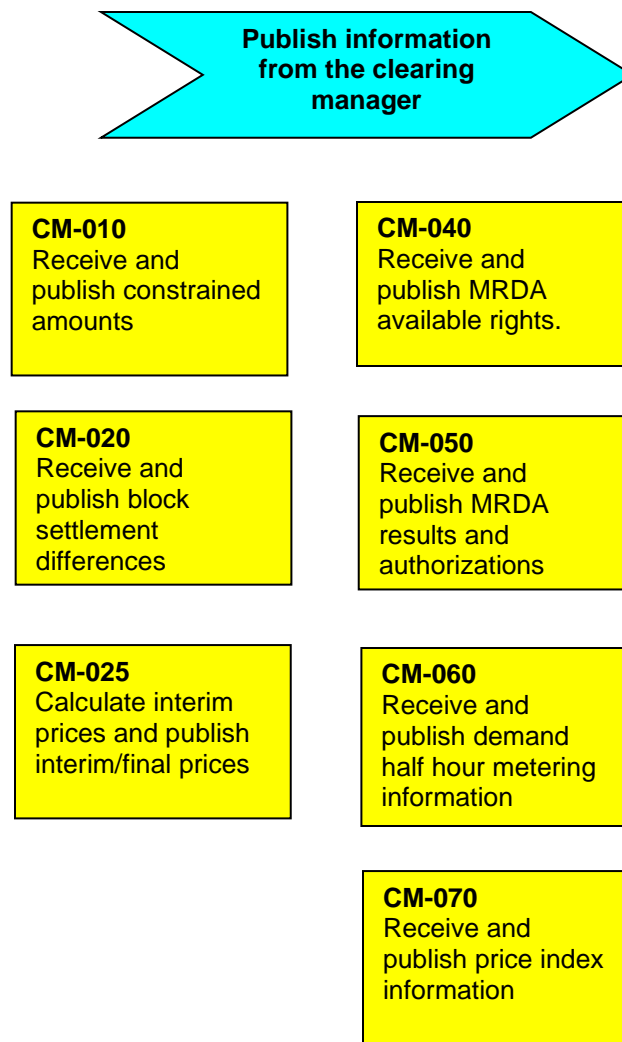 Publish information
from the clearing
manager
CM-010
Receive and
publish constrained
amounts
CM-020
Receive and
publish block
settlement
differences
CM-025
Calculate interim
prices and publish
interim/final prices
CM-040
Receive and
publish MRDA
available rights.
CM-050
Receive and
publish MRDA
results and
authorizations
CM-060
Receive and
publish demand
half hour metering
information
CM-070
Receive and
publish price index
information